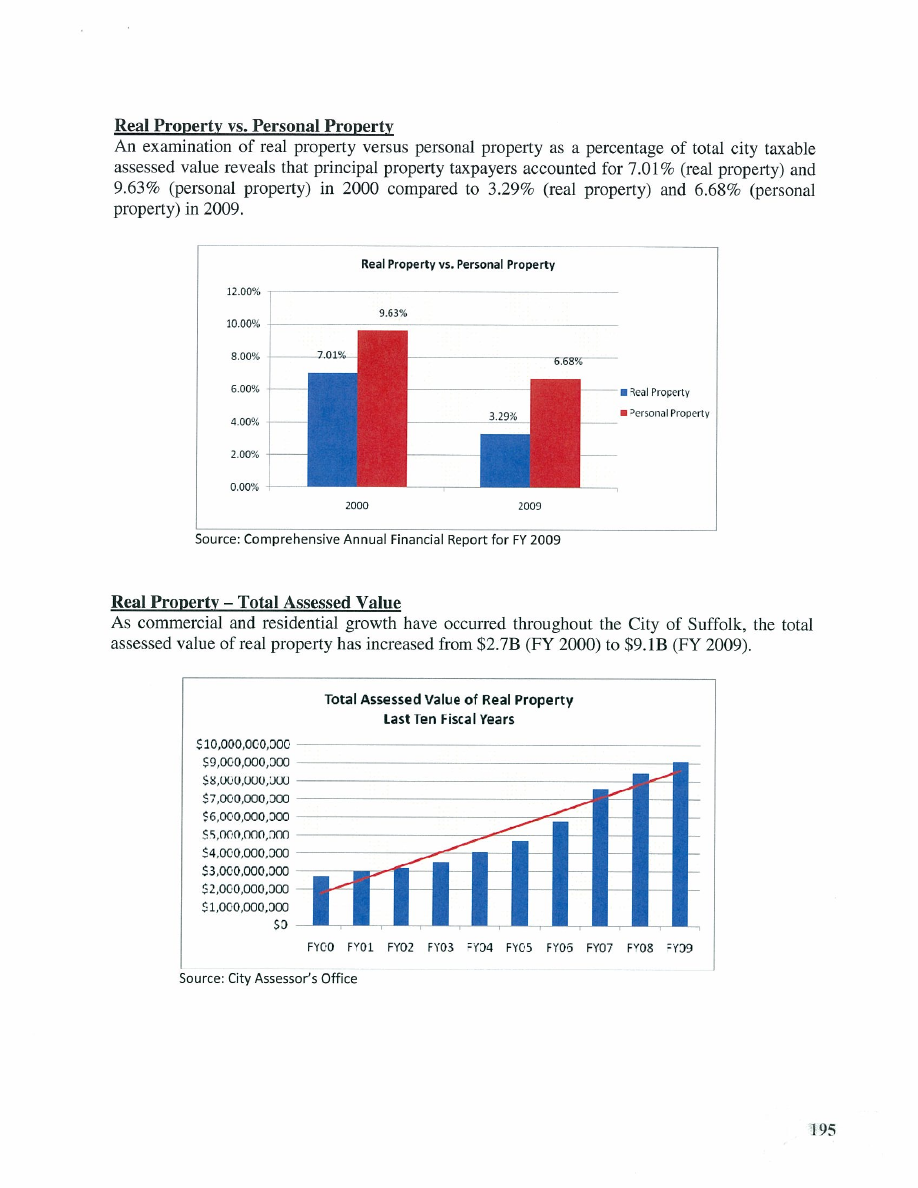 Real Property vs. Personal Property
An examination of real property versus personal property as a percentage of total city taxable
assessed value reveals that principal property taxpayers accounted for 7.01% (real property) and
9.63% (personal property) in 2000 compared to 3.29% (real property) and 6.68% (personal
property) in 2009.
Real Property vs. Personal Property
12.00%
10.00%
8.00%
6.00%
4.00%
2.00%
0.00%
7.01%
9.63%
3.29%
6.68%
2000
2009
Real Property
Personal Property
Source: Comprehensive Annual Financial Report for FY 2009
Real Property – Total Assessed Value
As commercial and residential growth have occurred throughout the City of Suffolk, the total
assessed value of real property has increased from $2.7B (FY 2000) to $9.1B (FY 2009).
Total Assessed Value of Real Property
Last Ten Fiscal Years
$10,000,000,000
$9,000,000,000
$8,000,000,000
$7,000,000,000
$6,000,000,000
$5,000,000,000
$4,000,000,000
$3,000,000,000
$2,000,000,000
$1,000,000,000
$0
FY00 FY01 FY02 FY03 FY04 FY05 FY06 FY07 FY08 FY09
Source: City Assessor's Office
195